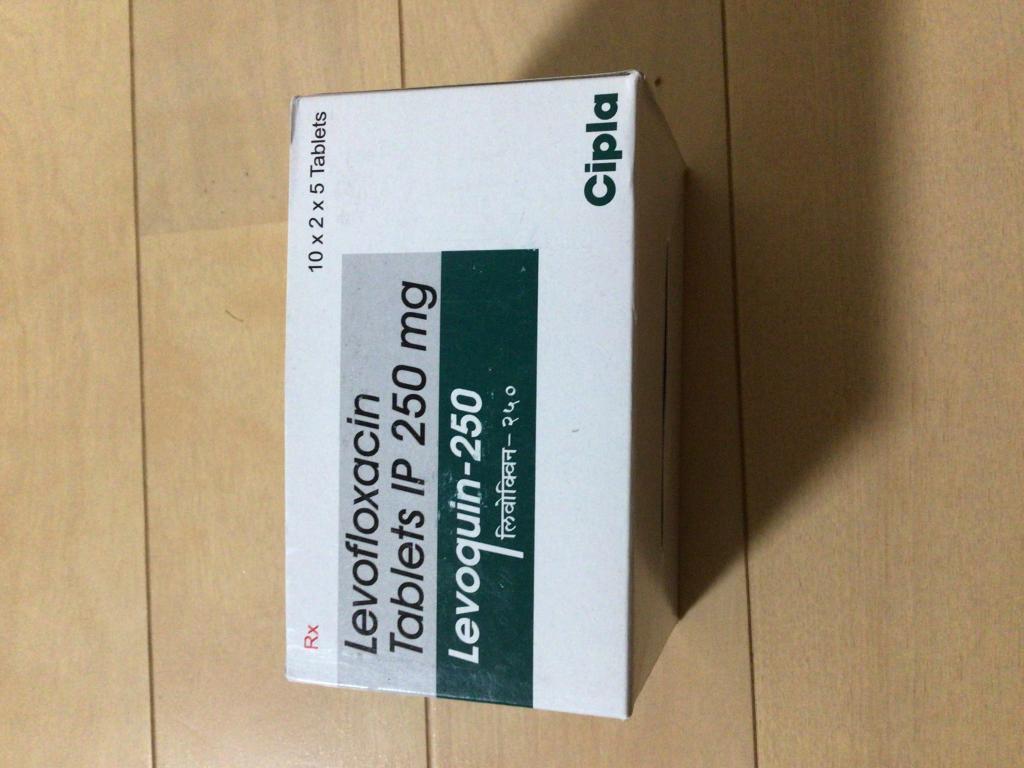 Rx
10 x 2 x 5 Tablets
Levofloxacin
Tablets IP 250 mg
Levoquin-250
लिवोक्विन – २५०
Cipla